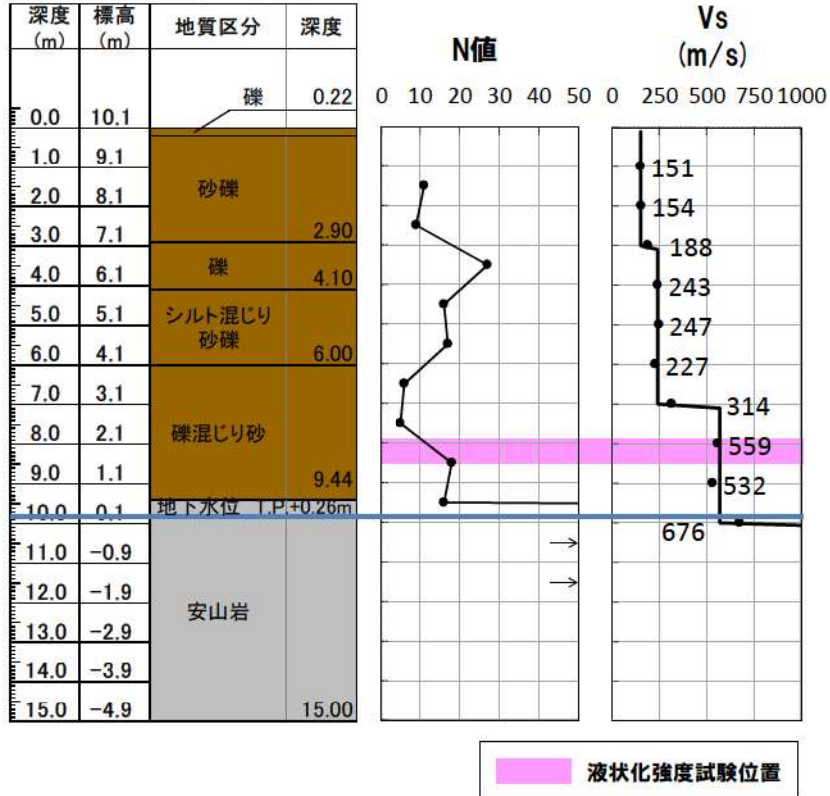 深度 標高 地質区分 深度
(m) (m)
N値
Vs
(m/s)
礫 0.22
0 10 20 30 40 50
0 250 500 750 1000
0.0 10.1
1.0 9.1
151
砂礫
2.0 8.1
154
2.90
3.0 7.1
188
礫
4.0 6.1 4.10
243
シルト混じり
砂礫
5.0 5.1
247
6.0 4.1 6.00
227
7.0 3.1
314
礫混じり砂
8.0 2.1
559
9.0 1.1 9.44
532
地下水位 T.P.+0.26m
10.0 0.1
676
11.0 -0.9
12.0 -1.9
安山岩
13.0 -2.9
14.0 -3.9
15.0 -4.9 15.00
液状化強度試験位置